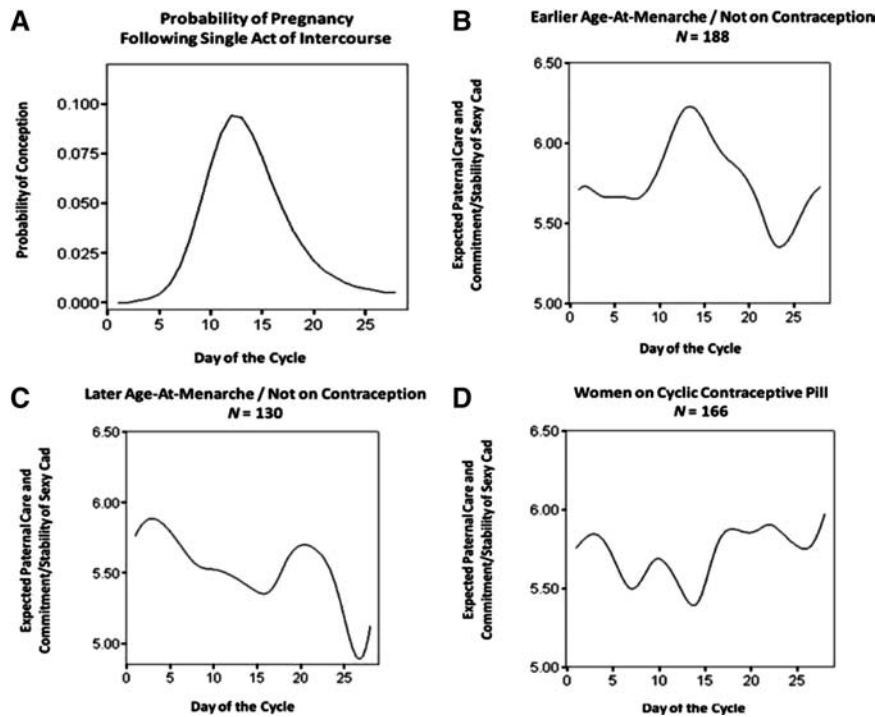 A
Probability of Pregnancy
Following Single Act of Intercourse
Probability of Conception
0.100
0.075
0.050
0.025
0.000
0 5 10 15 20 25
Day of the Cycle
B
Earlier Age-At-Menarche / Not on Contraception
N = 188
Expected Paternal Care and
Commitment/Stability of Sexy Cad
6.50
6.00
5.50
5.00
0 5 10 15 20 25
Day of the Cycle
C
Later Age-At-Menarche / Not on Contraception
N = 130
Expected Paternal Care and
Commitment/Stability of Sexy Cad
6.50
6.00
5.50
5.00
0 5 10 15 20 25
Day of the Cycle
D
Women on Cyclic Contraceptive Pill
N = 166
Expected Paternal Care and
Commitment/Stability of Sexy Cad
6.50
6.00
5.50
5.00
0 5 10 15 20 25
Day of the Cycle